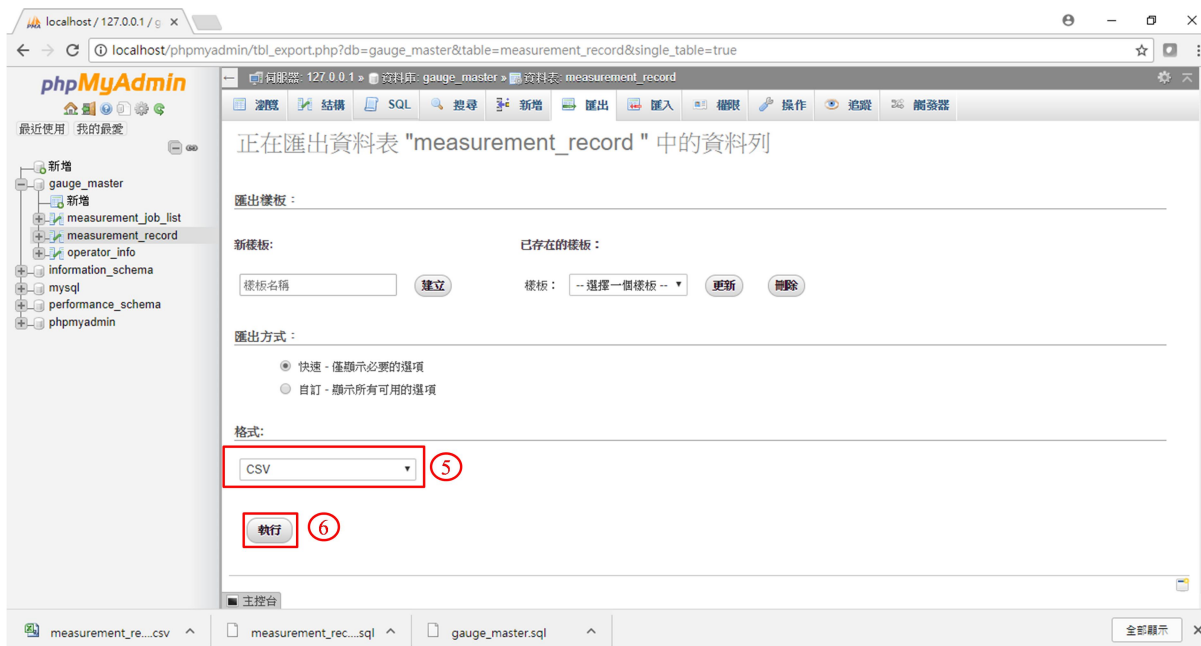 localhost / 127.0.0.1 / g
localhost/phpmyadmin/tbl_export.php?db=gauge_master&table=measurement_record&single_table=true
phpMyAdmin
最近使用 我的最愛
新增
gauge_master
新增
measurement_job_list
measurement_record
operator_info
information_schema
mysql
performance_schema
phpmyadmin
伺服器: 127.0.0.1 » 資料庫: gauge_master » 資料表: measurement_record
瀏覽 結構 SQL 搜尋 新增 匯出 匯入 權限 操作 追蹤 觸發器
正在匯出資料表 "measurement_record " 中的資料列
匯出樣板：
新樣板: 已存在的樣板：
樣板名稱 建立 樣板： -- 選擇一個樣板 -- 更新 刪除
匯出方式：
快速 - 僅顯示必要的選項
自訂 - 顯示所有可用的選項
格式:
CSV ⑤
執行 ⑥
主控台
measurement_re....csv measurement_rec....sql gauge_master.sql 全部顯示